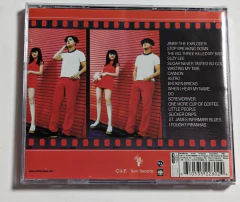 JIMMY THE EXPLODER
STOP BREAKING DOWN
THE BIG THREE KILLED MY BABY
SUZY LEE
SUGAR NEVER TASTED SO GOOD
WASTING MY TIME
CANNON
ASTRO
BROKEN BRICKS
WHEN I HEAR MY NAME
DO
SCREWDRIVER
ONE MORE CUP OF COFFEE
LITTLE PEOPLE
SLICKER DRIPS
ST. JAMES INFIRMARY BLUES
I FOUGHT PIRANHAS